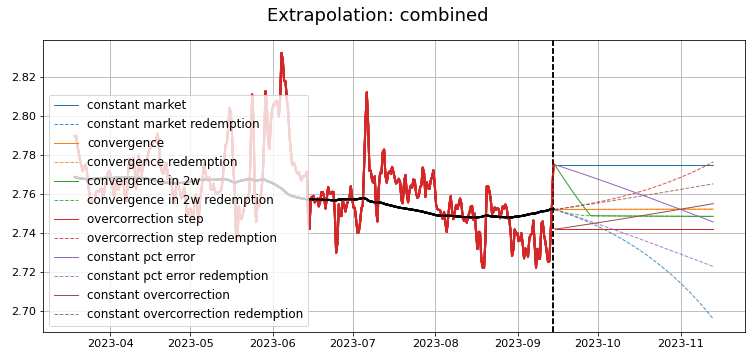 Extrapolation: combined
2.82
2.80
2.78
2.76
2.74
2.72
2.70
constant market
constant market redemption
convergence
convergence redemption
convergence in 2w
convergence in 2w redemption
overcorrection step
overcorrection step redemption
constant pct error
constant pct error redemption
constant overcorrection
constant overcorrection redemption
2023-04 2023-05 2023-06 2023-07 2023-08 2023-09 2023-10 2023-11